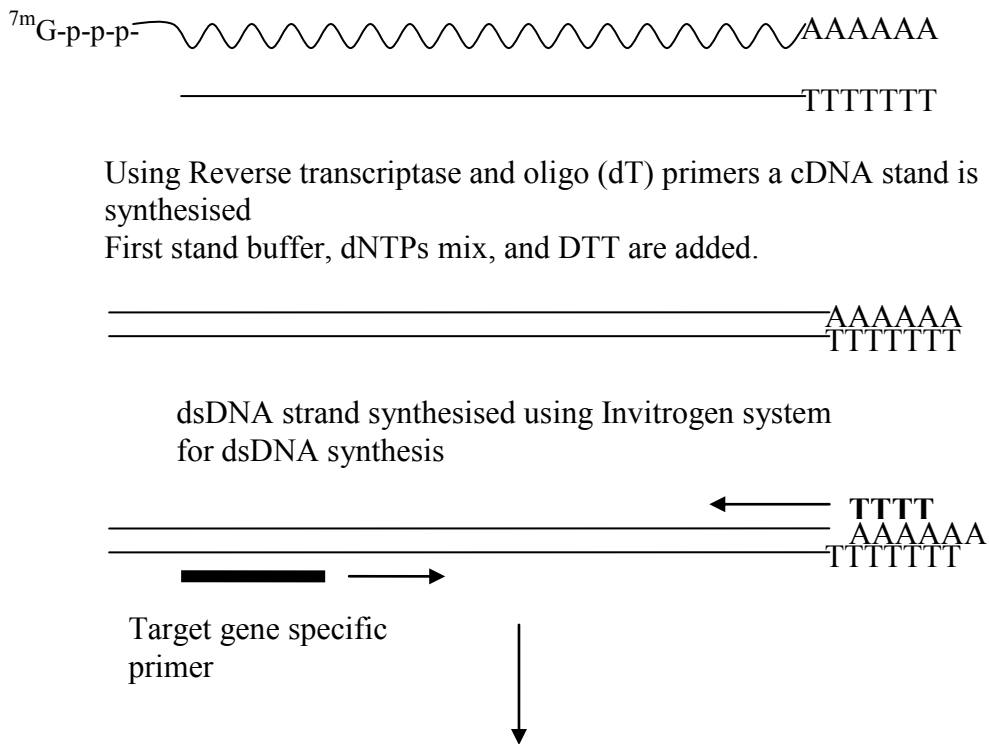 7mG-p-p-p-AAAAAA
TTTTTTT
Using Reverse transcriptase and oligo (dT) primers a cDNA stand is
synthesised
First stand buffer, dNTPs mix, and DTT are added.
AAAAAA
TTTTTTT
dsDNA strand synthesised using Invitrogen system
for dsDNA synthesis
TTTT
AAAAAA
TTTTTTT
Target gene specific
primer